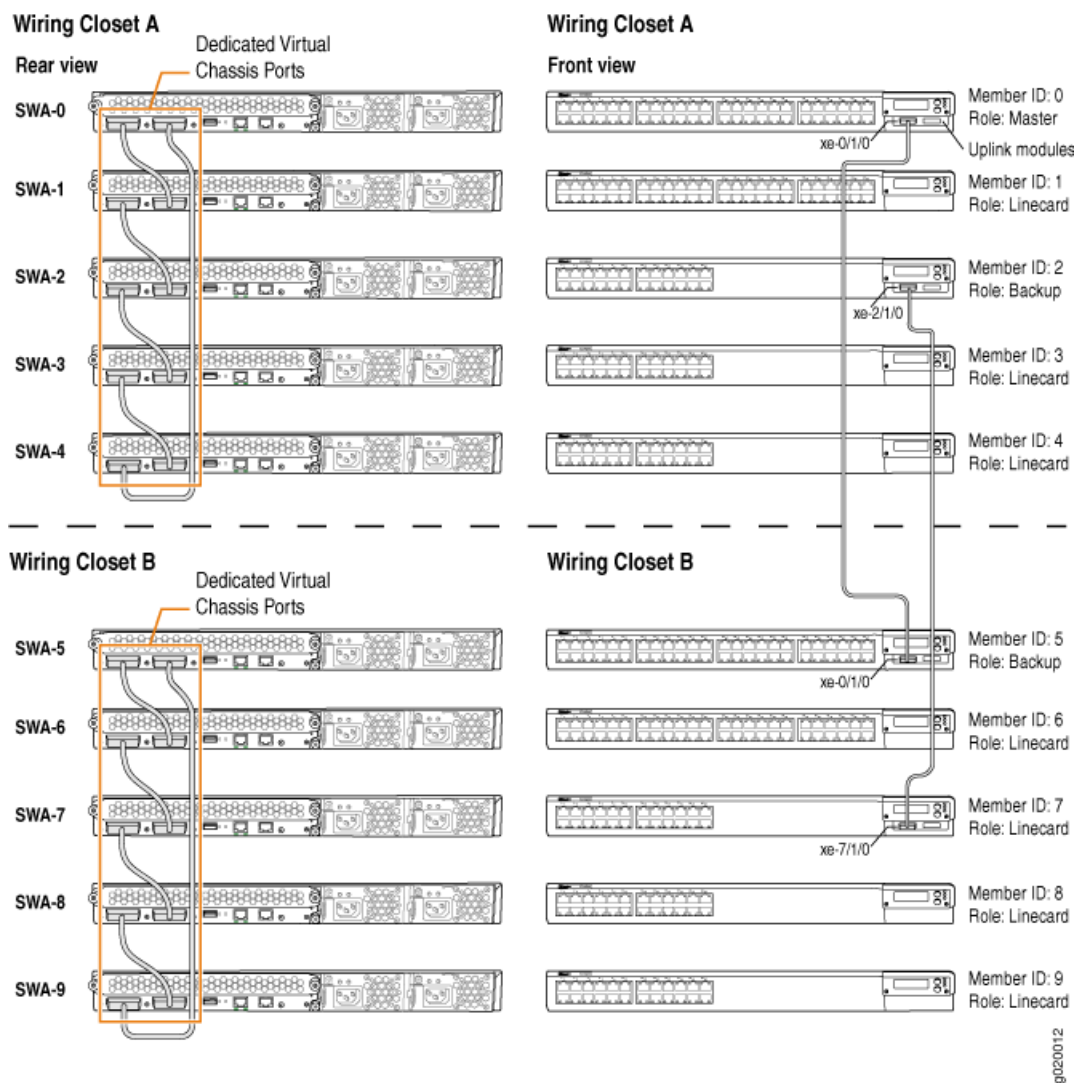 Wiring Closet A
Rear view
Dedicated Virtual
Chassis Ports
SWA-0
SWA-1
SWA-2
SWA-3
SWA-4
Wiring Closet A
Front view
Member ID: 0
Role: Master
xe-0/1/0
Uplink modules
Member ID: 1
Role: Linecard
Member ID: 2
Role: Backup
xe-2/1/0
Member ID: 3
Role: Linecard
Member ID: 4
Role: Linecard
Wiring Closet B
Dedicated Virtual
Chassis Ports
SWA-5
SWA-6
SWA-7
SWA-8
SWA-9
Wiring Closet B
Member ID: 5
Role: Backup
xe-0/1/0
Member ID: 6
Role: Linecard
Member ID: 7
Role: Linecard
xe-7/1/0
Member ID: 8
Role: Linecard
Member ID: 9
Role: Linecard
g020012